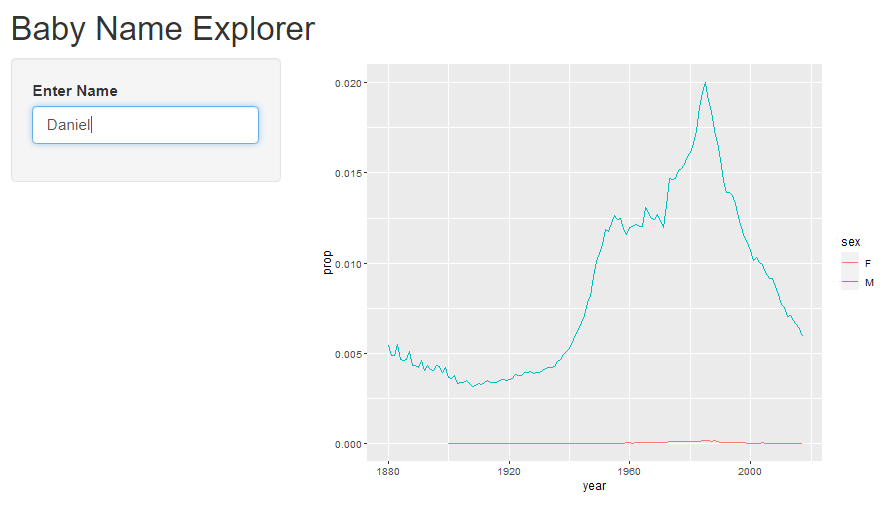 Baby Name Explorer
Enter Name
Daniel
0.020
0.015
0.010
0.005
0.000
prop
1880 1920 1960 2000
year
sex
F
M